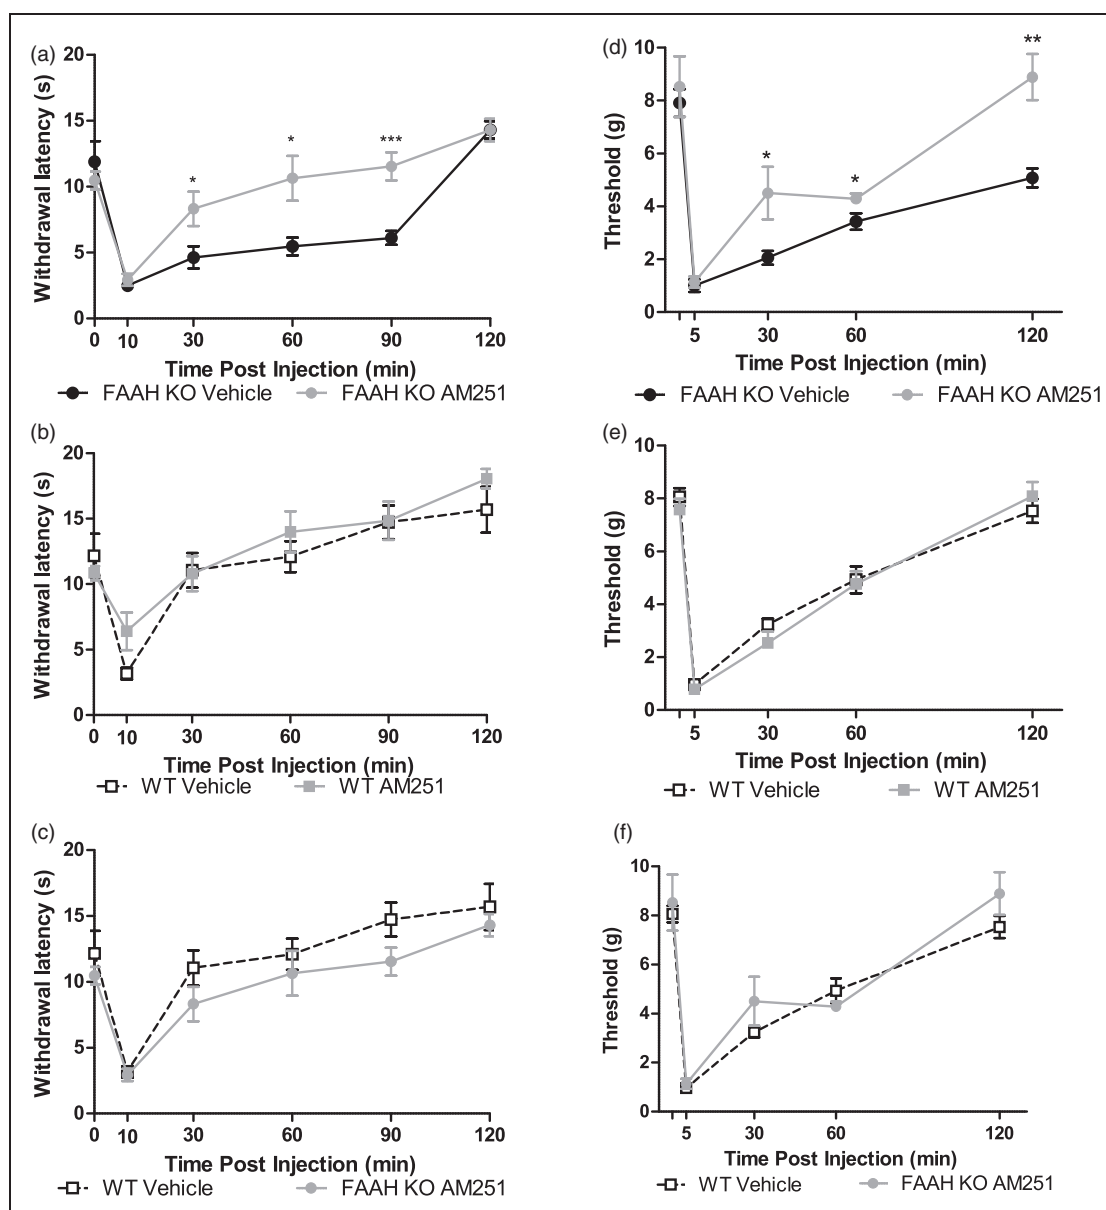 (a)
Withdrawal latency (s)
20
15
10
5
0
*
*
***
0 10 30 60 90 120
Time Post Injection (min)
FAAH KO Vehicle FAAH KO AM251
(d)
Threshold (g)
10
8
6
4
2
0
*
*
**
5 30 60 120
Time Post Injection (min)
FAAH KO Vehicle FAAH KO AM251
(b)
Withdrawal latency (s)
20
15
10
5
0
0 10 30 60 90 120
Time Post Injection (min)
WT Vehicle WT AM251
(e)
Threshold (g)
10
8
6
4
2
0
5 30 60 120
Time Post Injection (min)
WT Vehicle WT AM251
(c)
Withdrawal latency (s)
20
15
10
5
0
0 10 30 60 90 120
Time Post Injection (min)
WT Vehicle FAAH KO AM251
(f)
Threshold (g)
10
8
6
4
2
0
5 30 60 120
Time Post Injection (min)
WT Vehicle FAAH KO AM251